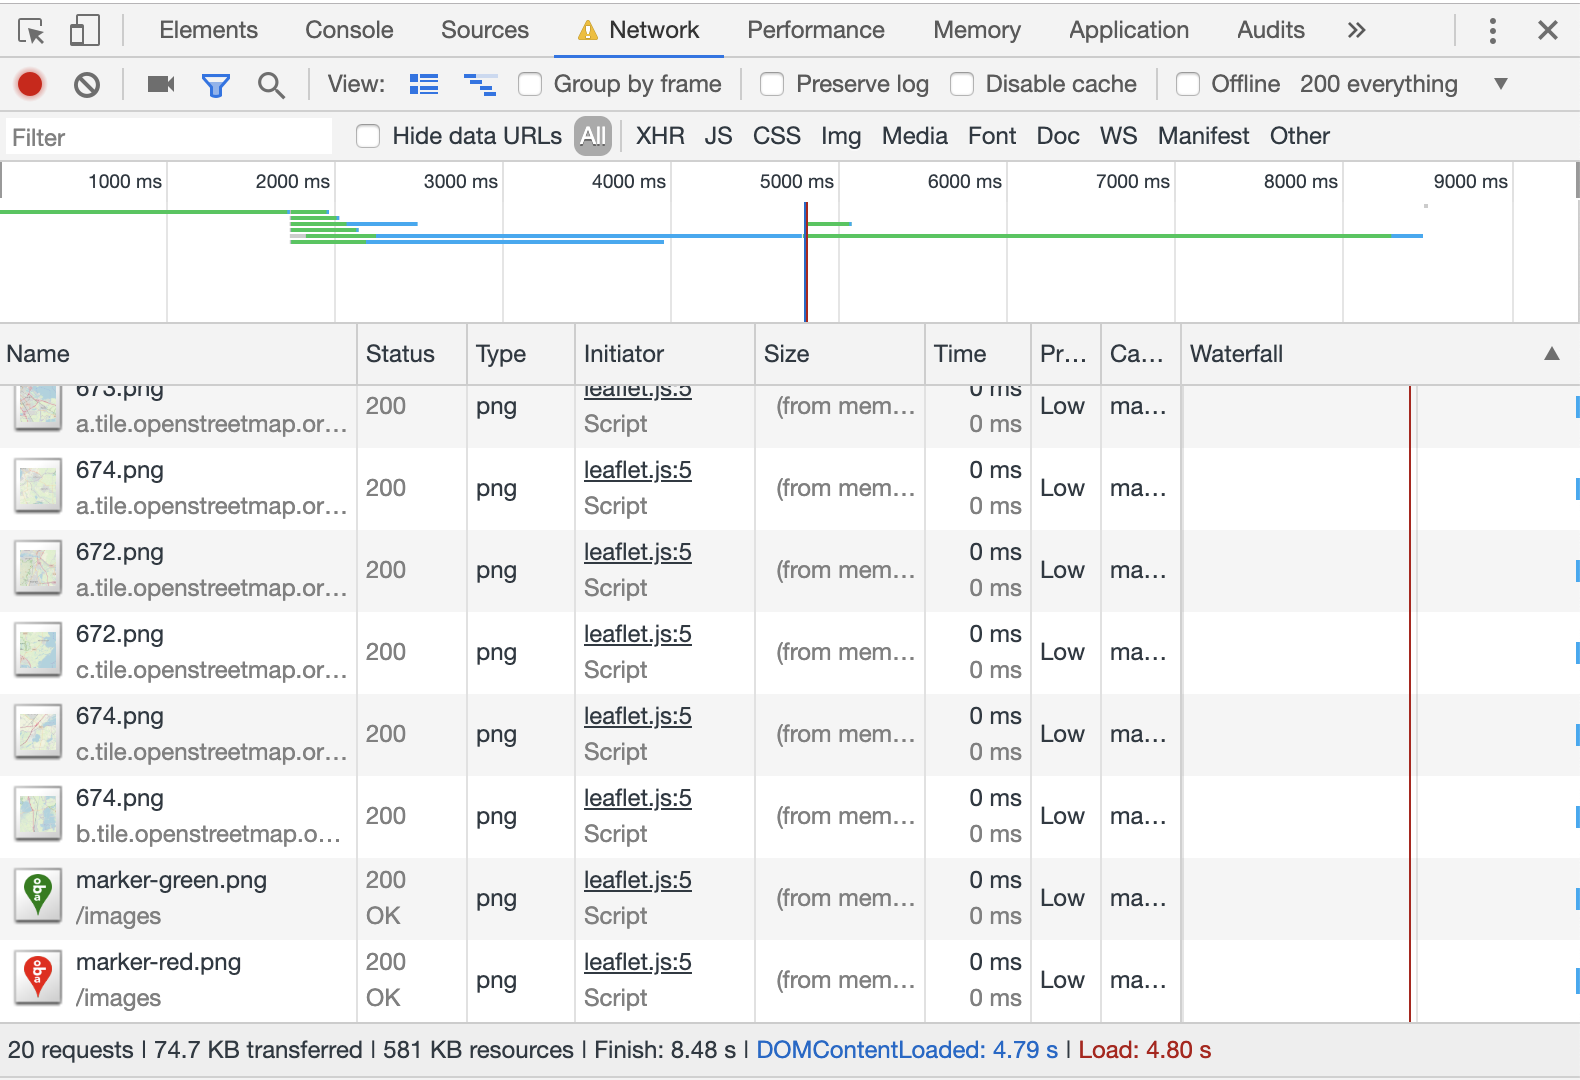 Elements Console Sources Network Performance Memory Application Audits »
View: Group by frame Preserve log Disable cache Offline 200 everything ▼
Filter Hide data URLs All XHR JS CSS Img Media Font Doc WS Manifest Other
1000 ms 2000 ms 3000 ms 4000 ms 5000 ms 6000 ms 7000 ms 8000 ms 9000 ms
Name Status Type Initiator Size Time Pr... Ca... Waterfall ▲
673.png leaflet.js:5 0 ms
200 png (from mem... Low ma...
a.tile.openstreetmap.or... Script 0 ms
674.png leaflet.js:5 0 ms
200 png (from mem... Low ma...
a.tile.openstreetmap.or... Script 0 ms
672.png leaflet.js:5 0 ms
200 png (from mem... Low ma...
a.tile.openstreetmap.or... Script 0 ms
672.png leaflet.js:5 0 ms
200 png (from mem... Low ma...
c.tile.openstreetmap.or... Script 0 ms
674.png leaflet.js:5 0 ms
200 png (from mem... Low ma...
c.tile.openstreetmap.or... Script 0 ms
674.png leaflet.js:5 0 ms
200 png (from mem... Low ma...
b.tile.openstreetmap.o... Script 0 ms
marker-green.png 200 leaflet.js:5 0 ms
png (from mem... Low ma...
/images OK Script 0 ms
marker-red.png 200 leaflet.js:5 0 ms
png (from mem... Low ma...
/images OK Script 0 ms
20 requests | 74.7 KB transferred | 581 KB resources | Finish: 8.48 s | DOMContentLoaded: 4.79 s | Load: 4.80 s